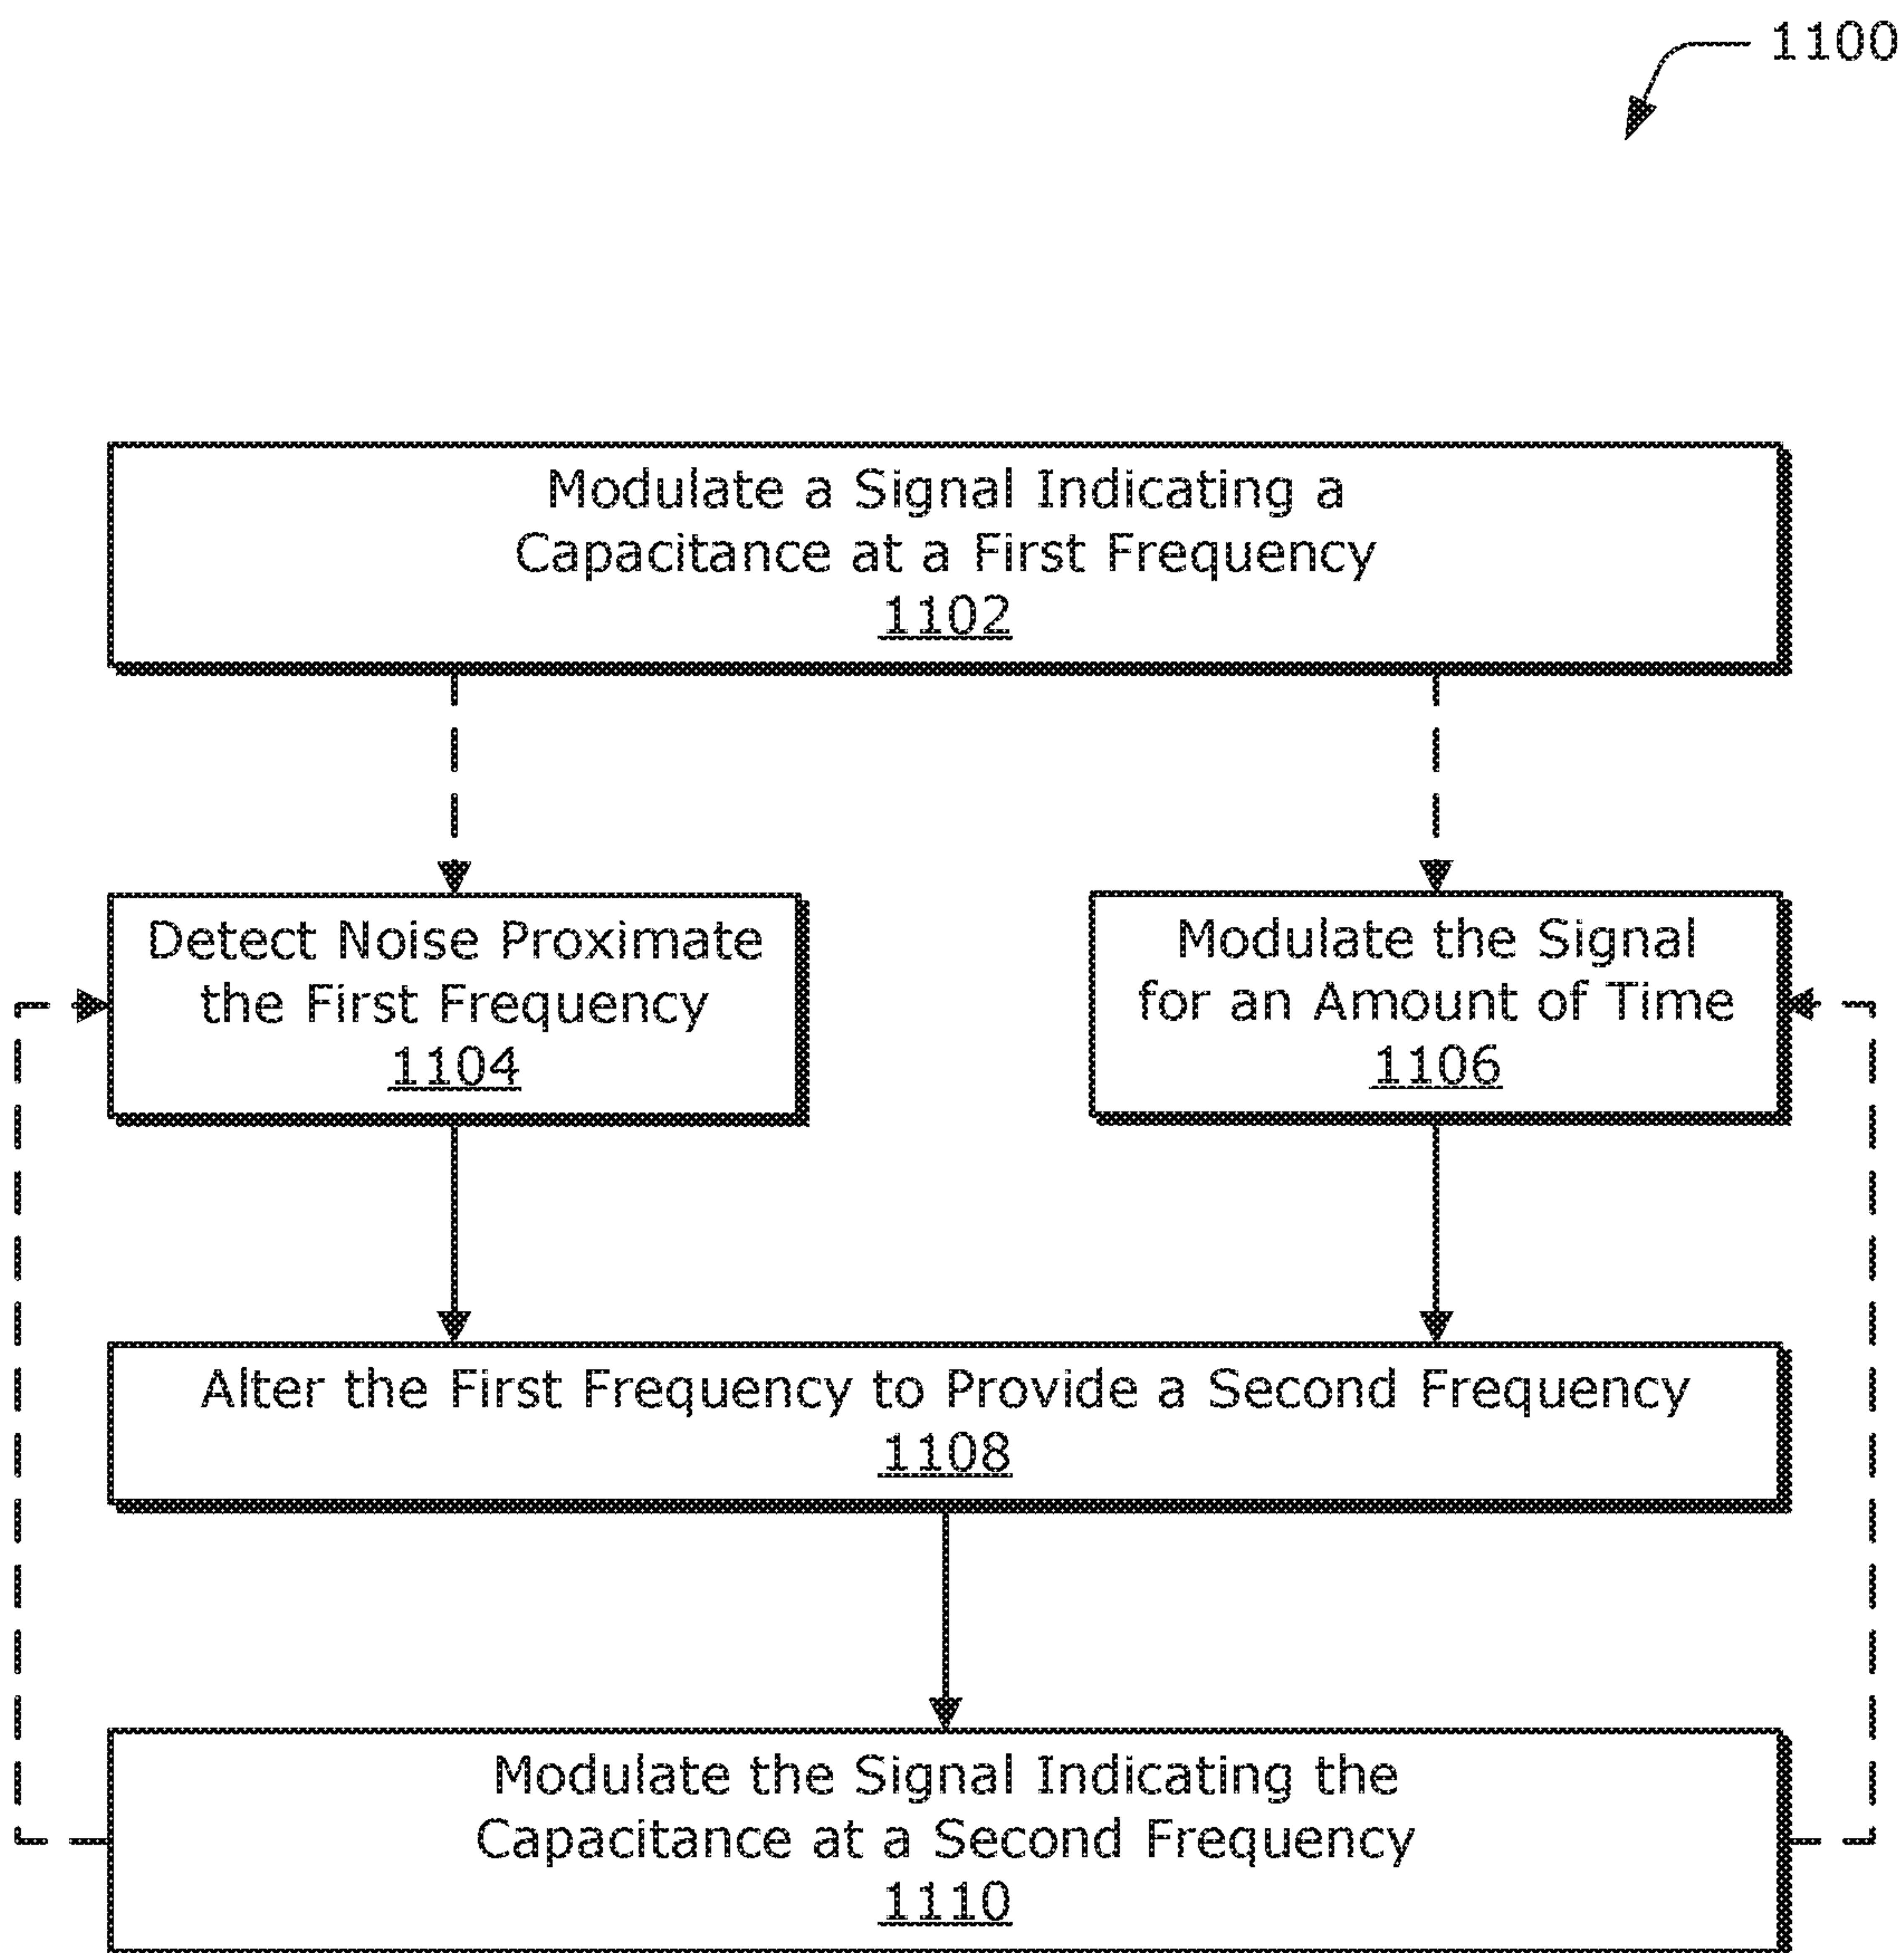 1100
Modulate a Signal Indicating a
Capacitance at a First Frequency
1102
Detect Noise Proximate
the First Frequency
1104
Modulate the Signal
for an Amount of Time
1106
Alter the First Frequency to Provide a Second Frequency
1108
Modulate the Signal Indicating the
Capacitance at a Second Frequency
1110